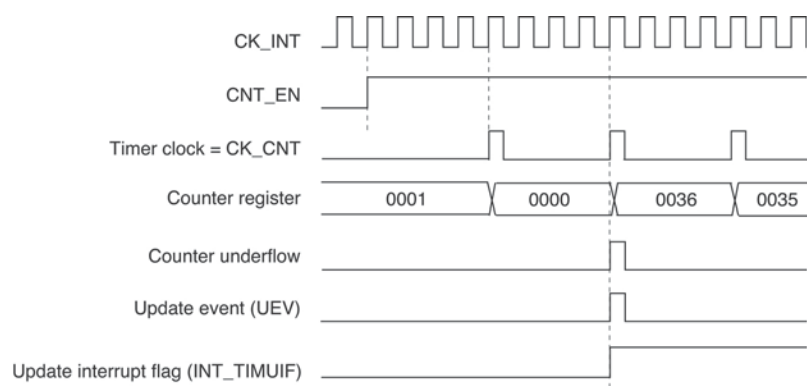 CK_INT
CNT_EN
Timer clock = CK_CNT
Counter register 0001 0000 0036 0035
Counter underflow
Update event (UEV)
Update interrupt flag (INT_TIMUIF)